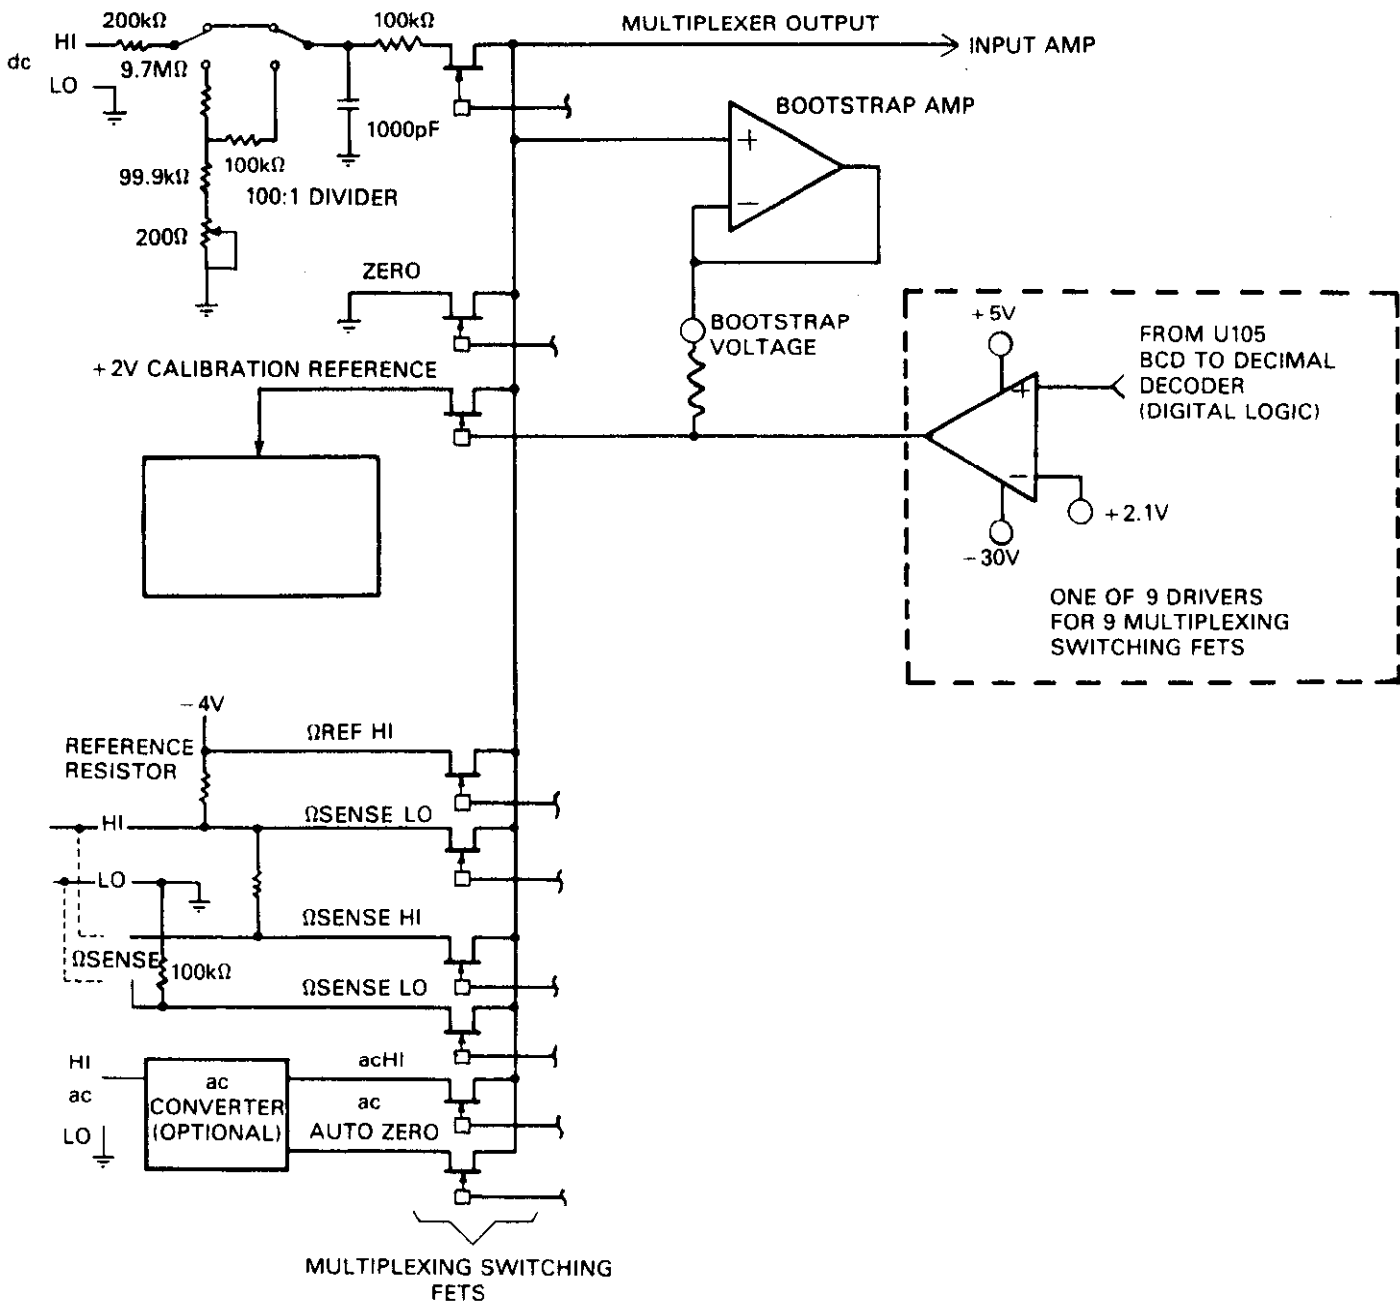 200kΩ
100kΩ
MULTIPLEXER OUTPUT
INPUT AMP
HI
dc
LO
9.7MΩ
1000pF
BOOTSTRAP AMP
+
−
100kΩ
99.9kΩ
100:1 DIVIDER
200Ω
ZERO
BOOTSTRAP
VOLTAGE
+2V CALIBRATION REFERENCE
+5V
FROM U105
BCD TO DECIMAL
DECODER
(DIGITAL LOGIC)
+
−
+2.1V
−30V
ONE OF 9 DRIVERS
FOR 9 MULTIPLEXING
SWITCHING FETS
−4V
REFERENCE
RESISTOR
ΩREF HI
HI
ΩSENSE LO
LO
ΩSENSE HI
ΩSENSE
100kΩ
ΩSENSE LO
HI
ac
LO
ac
CONVERTER
(OPTIONAL)
acHI
ac
AUTO ZERO
MULTIPLEXING SWITCHING
FETS